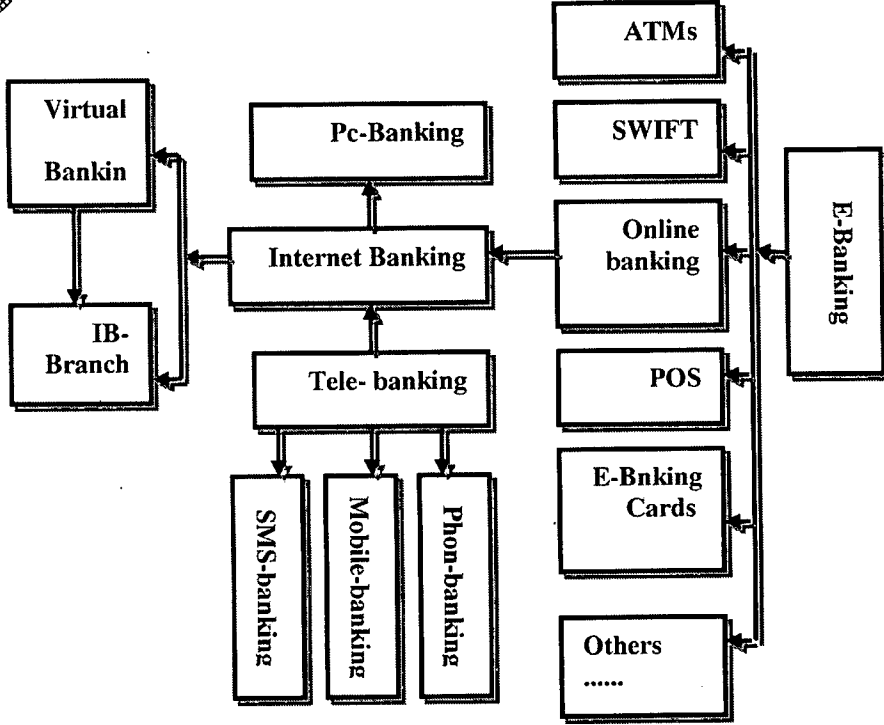 ATMs
Virtual
Bankin
Pc-Banking
SWIFT
E-Banking
Internet Banking
Online
banking
IB-
Branch
Tele- banking
POS
SMS-banking
Mobile-banking
Phon-banking
E-Bnking
Cards
Others
......